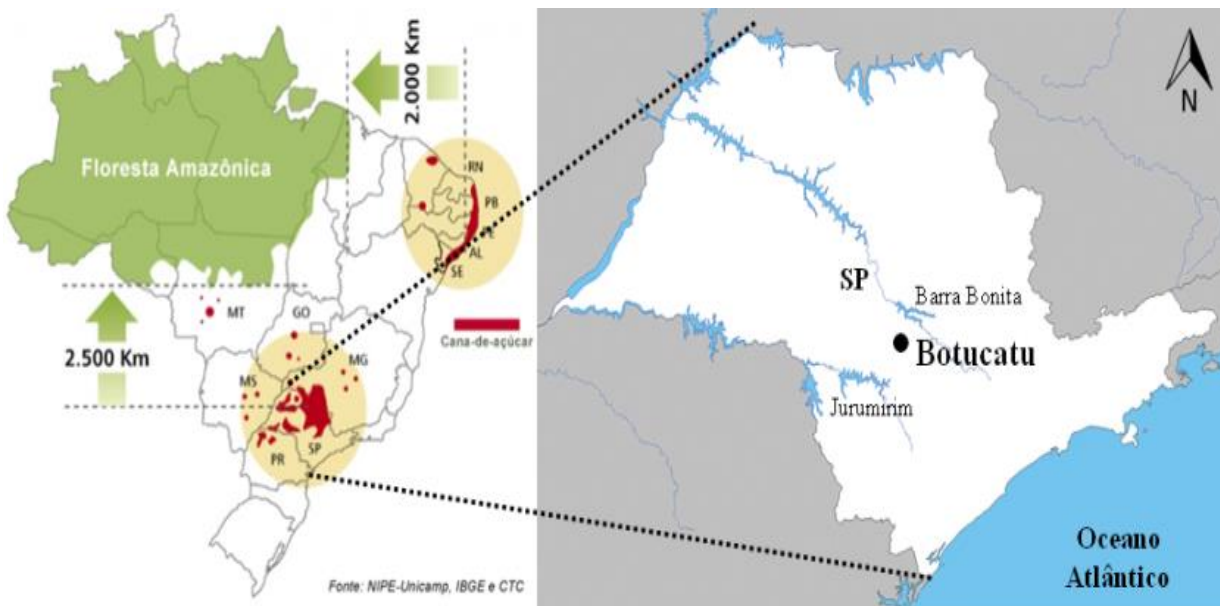 2.000 Km
Floresta Amazônica
RN
PB
PE
AL
SE
MT
GO
Cana-de-açúcar
2.500 Km
MG
MS
SP
PR
Fonte: NIPE-Unicamp, IBGE e CTC
N
SP
Barra Bonita
Botucatu
Jurumirim
Oceano
Atlântico